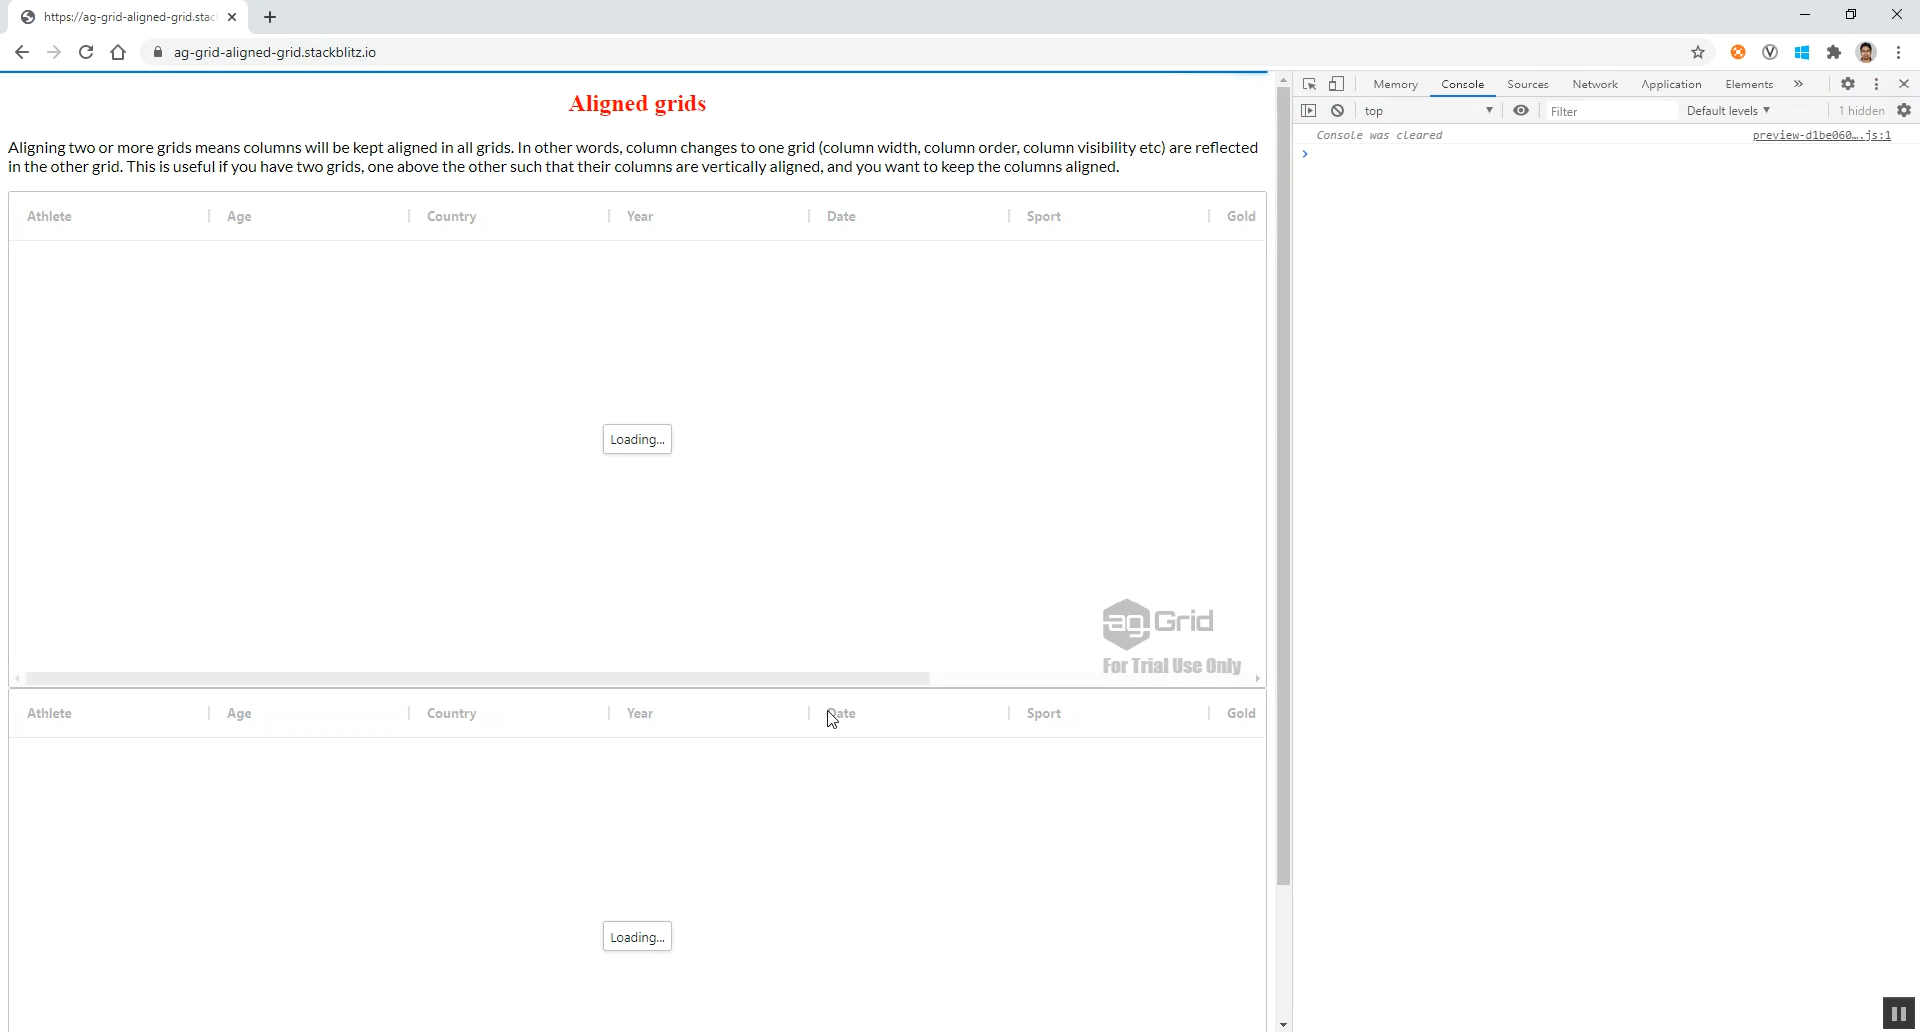 https://ag-grid-aligned-grid.stac
ag-grid-aligned-grid.stackblitz.io
Memory Console Sources Network Application Elements »
top Filter Default levels 1 hidden
Console was cleared preview-d1be060….js:1
Aligned grids
Aligning two or more grids means columns will be kept aligned in all grids. In other words, column changes to one grid (column width, column order, column visibility etc) are reflected
in the other grid. This is useful if you have two grids, one above the other such that their columns are vertically aligned, and you want to keep the columns aligned.
Athlete Age Country Year Date Sport Gold
Loading...
ag Grid
For Trial Use Only
Athlete Age Country Year Date Sport Gold
Loading...